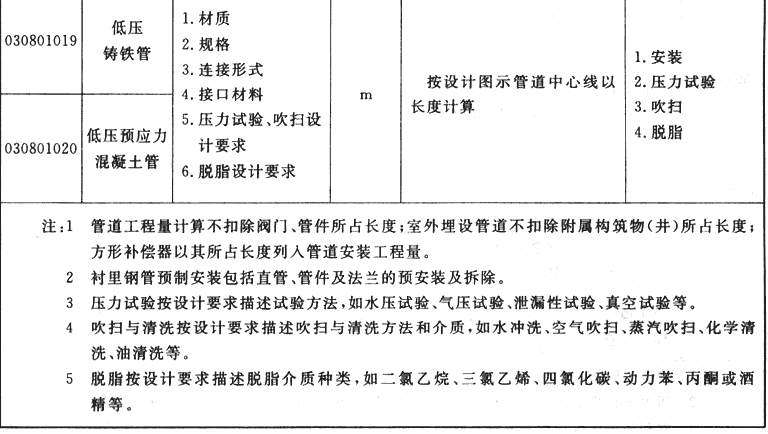 030801019
低压
铸铁管
030801020
低压预应力
混凝土管
1.材质
2.规格
3.连接形式
4.接口材料
5.压力试验、吹扫设
计要求
6.脱脂设计要求
m
按设计图示管道中心线以
长度计算
1.安装
2.压力试验
3.吹扫
4.脱脂
注:1 管道工程量计算不扣除阀门、管件所占长度;室外埋设管道不扣除附属构筑物(井)所占长度;
方形补偿器以其所占长度列入管道安装工程量。
2 衬里钢管预制安装包括直管、管件及法兰的预安装及拆除。
3 压力试验按设计要求描述试验方法,如水压试验、气压试验、泄漏性试验、真空试验等。
4 吹扫与清洗按设计要求描述吹扫与清洗方法和介质,如水冲洗、空气吹扫、蒸汽吹扫、化学清
洗、油清洗等。
5 脱脂按设计要求描述脱脂介质种类,如二氯乙烷、三氯乙烯、四氯化碳、动力苯、丙酮或酒
精等。